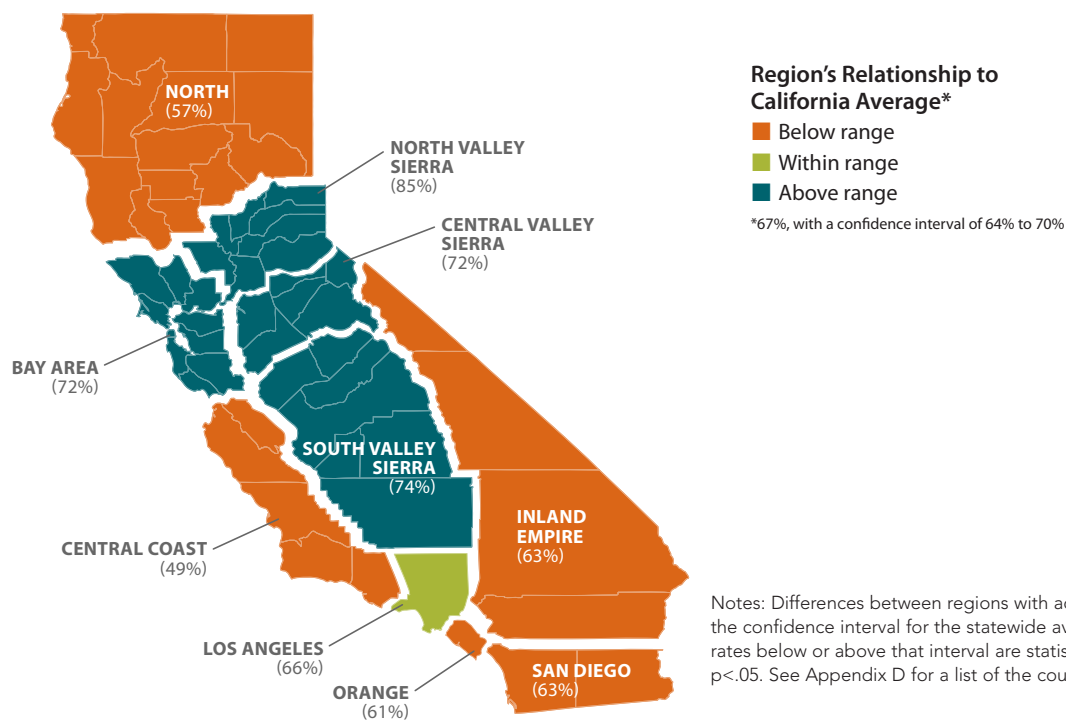 NORTH
(57%)
NORTH VALLEY
SIERRA
(85%)
CENTRAL VALLEY
SIERRA
(72%)
BAY AREA
(72%)
SOUTH VALLEY
SIERRA
(74%)
CENTRAL COAST
(49%)
INLAND
EMPIRE
(63%)
LOS ANGELES
(66%)
ORANGE
(61%)
SAN DIEGO
(63%)
Region's Relationship to
California Average*
Below range
Within range
Above range
*67%, with a confidence interval of 64% to 70%
Notes: Differences between regions with
the confidence interval for the statewide
rates below or above that interval are
p<.05. See Appendix D for a list of the